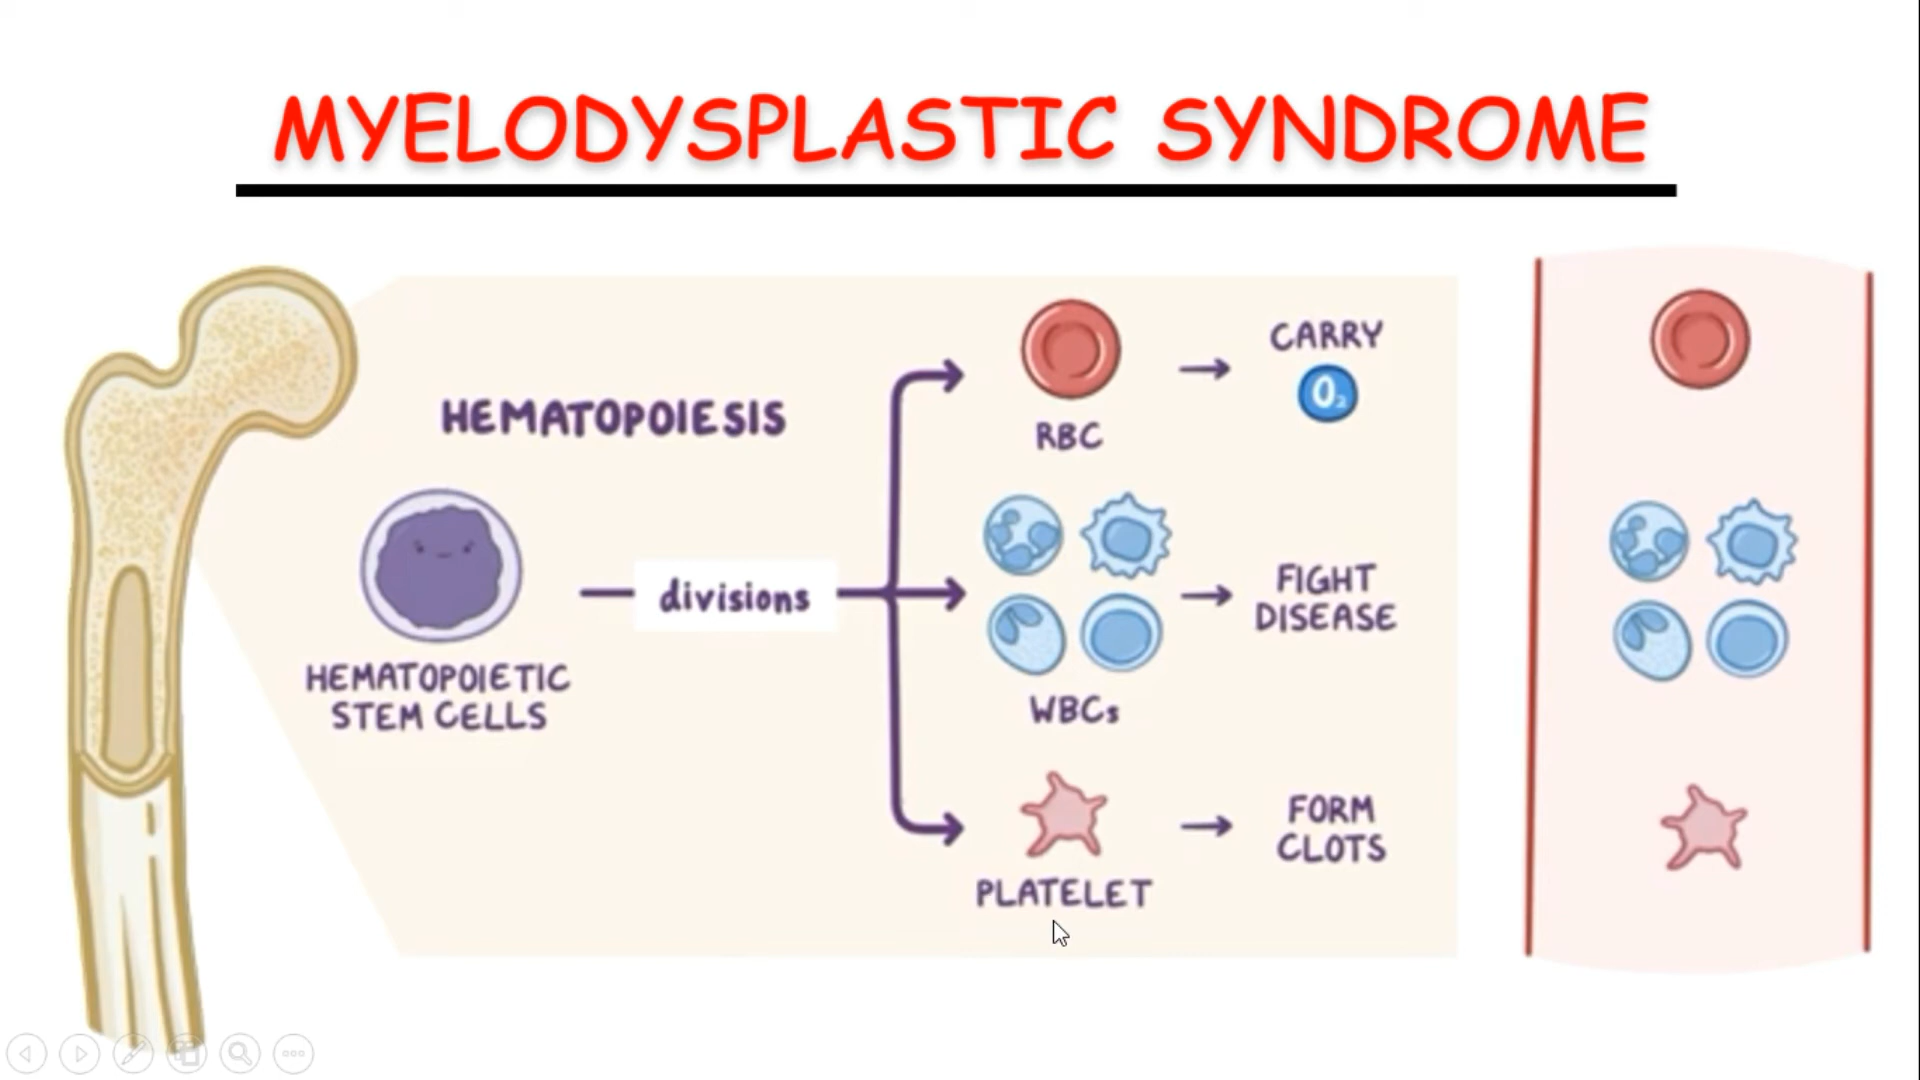 MYELODYSPLASTIC SYNDROME
HEMATOPOIESIS
HEMATOPOIETIC
STEM CELLS
divisions
RBC
CARRY
O₂
WBCs
FIGHT
DISEASE
PLATELET
FORM
CLOTS